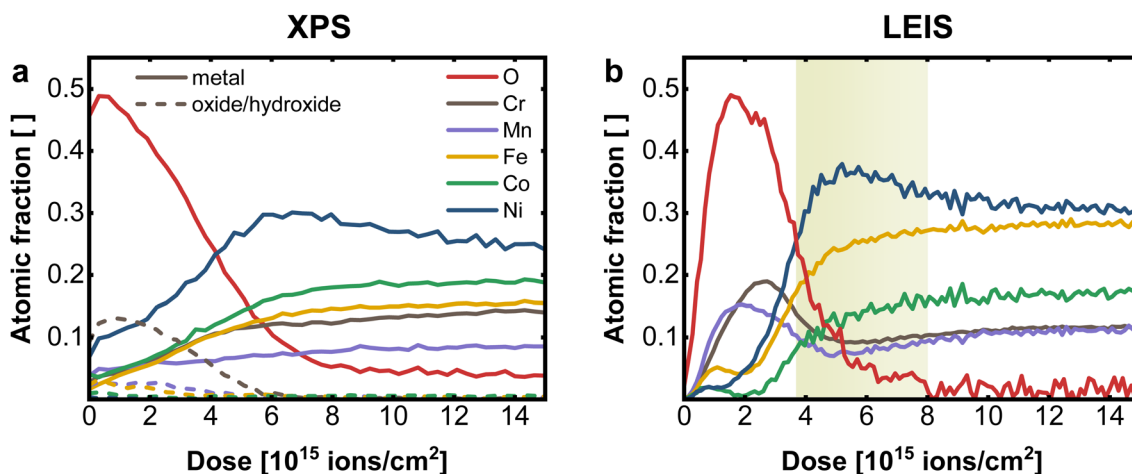 XPS
LEIS
a
metal
oxide/hydroxide
O
Cr
Mn
Fe
Co
Ni
Atomic fraction [ ]
0.5
0.4
0.3
0.2
0.1
0 2 4 6 8 10 12 14
Dose [10¹⁵ ions/cm²]
b
Atomic fraction [ ]
0.5
0.4
0.3
0.2
0.1
0 2 4 6 8 10 12 14
Dose [10¹⁵ ions/cm²]